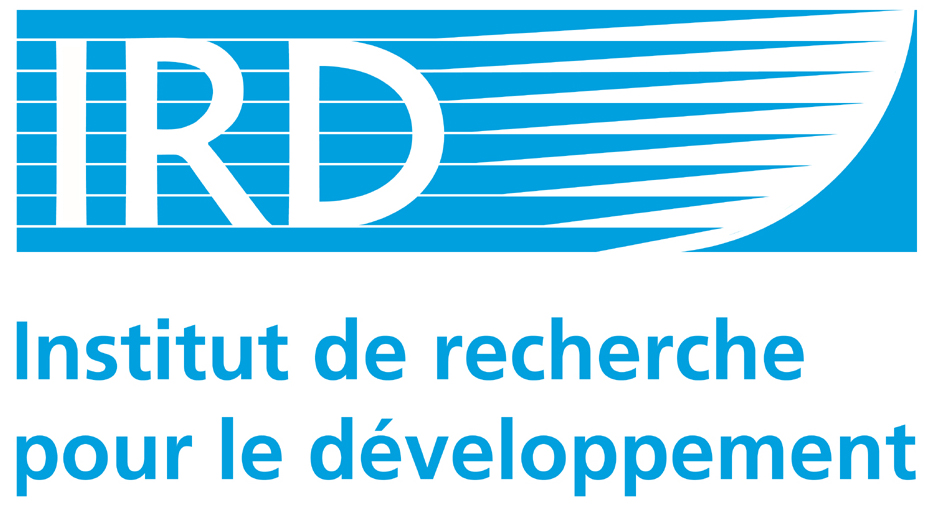 IRD
Institut de recherche
pour le développement